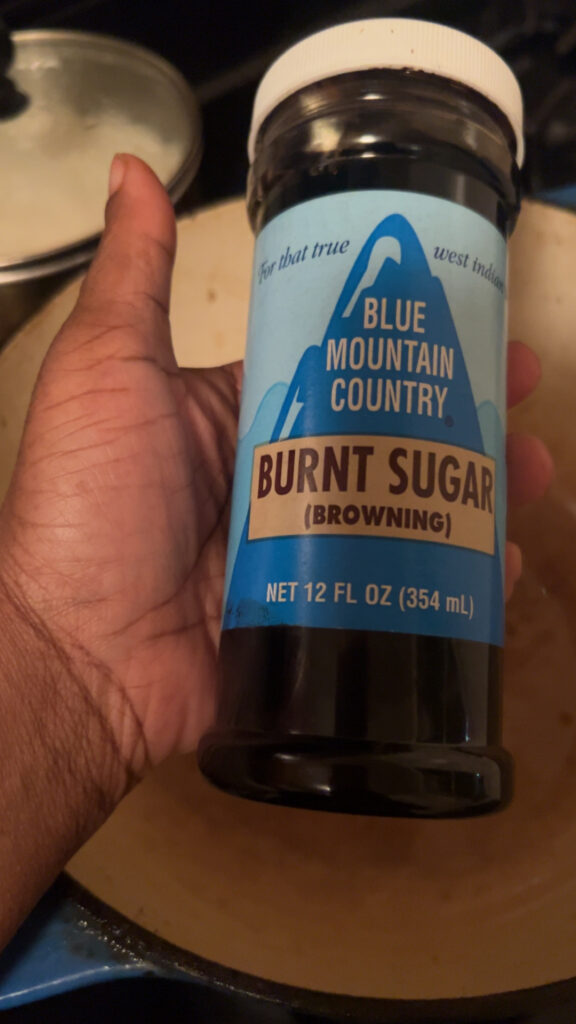 For that true west indian
BLUE
MOUNTAIN
COUNTRY
BURNT SUGAR
(BROWNING)
NET 12 FL OZ (354 mL)